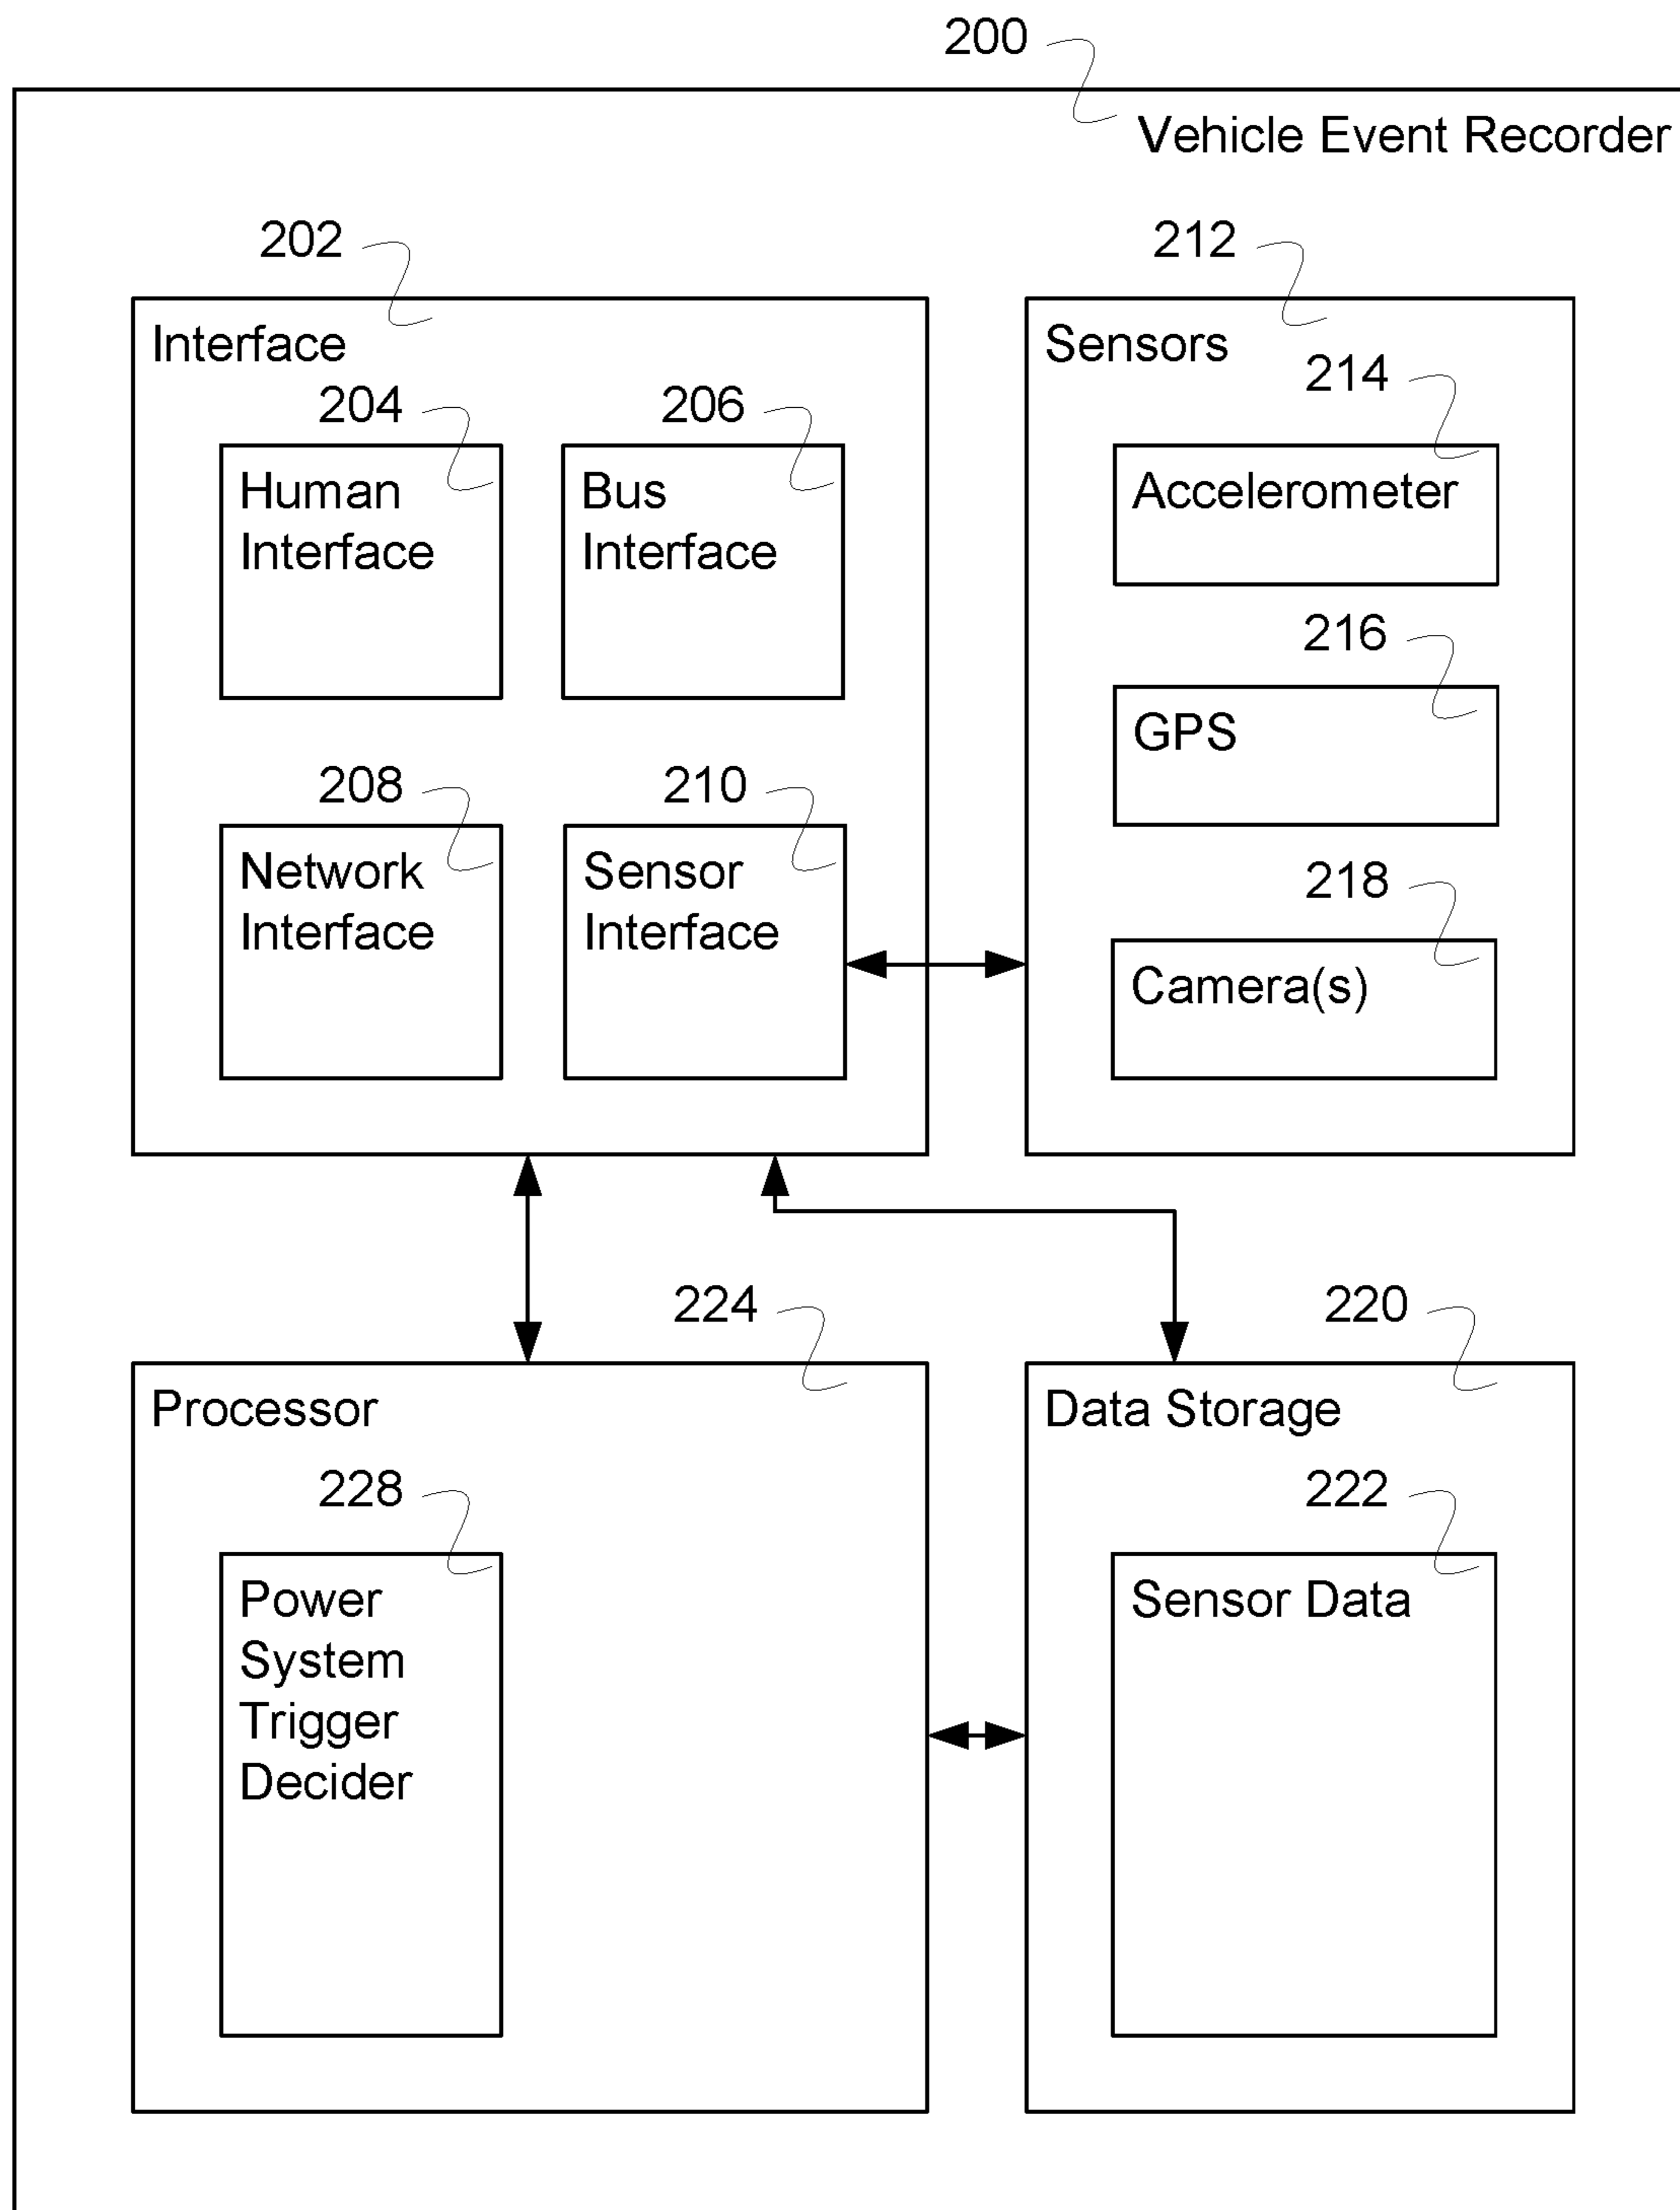 200
Vehicle Event Recorder
202
212
Interface
Sensors
214
204
206
Human
Interface
Bus
Interface
Accelerometer
216
GPS
208
210
Network
Interface
Sensor
Interface
218
Camera(s)
224
220
Processor
Data Storage
228
222
Power
System
Trigger
Decider
Sensor Data